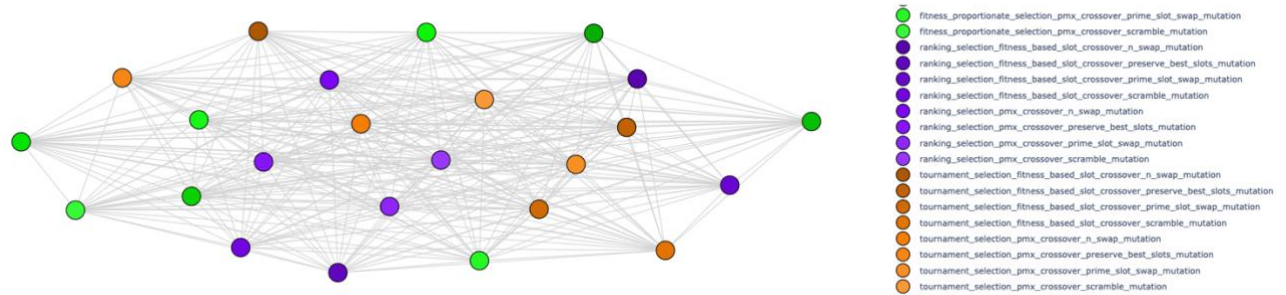 fitness_proportionate_selection_pmx_crossover_prime_slot_swap_mutation
fitness_proportionate_selection_pmx_crossover_scramble_mutation
ranking_selection_fitness_based_slot_crossover_n_swap_mutation
ranking_selection_fitness_based_slot_crossover_preserve_best_slots_mutation
ranking_selection_fitness_based_slot_crossover_prime_slot_swap_mutation
ranking_selection_fitness_based_slot_crossover_scramble_mutation
ranking_selection_pmx_crossover_n_swap_mutation
ranking_selection_pmx_crossover_preserve_best_slots_mutation
ranking_selection_pmx_crossover_prime_slot_swap_mutation
ranking_selection_pmx_crossover_scramble_mutation
tournament_selection_fitness_based_slot_crossover_n_swap_mutation
tournament_selection_fitness_based_slot_crossover_preserve_best_slots_mutation
tournament_selection_fitness_based_slot_crossover_prime_slot_swap_mutation
tournament_selection_fitness_based_slot_crossover_scramble_mutation
tournament_selection_pmx_crossover_n_swap_mutation
tournament_selection_pmx_crossover_preserve_best_slots_mutation
tournament_selection_pmx_crossover_prime_slot_swap_mutation
tournament_selection_pmx_crossover_scramble_mutation